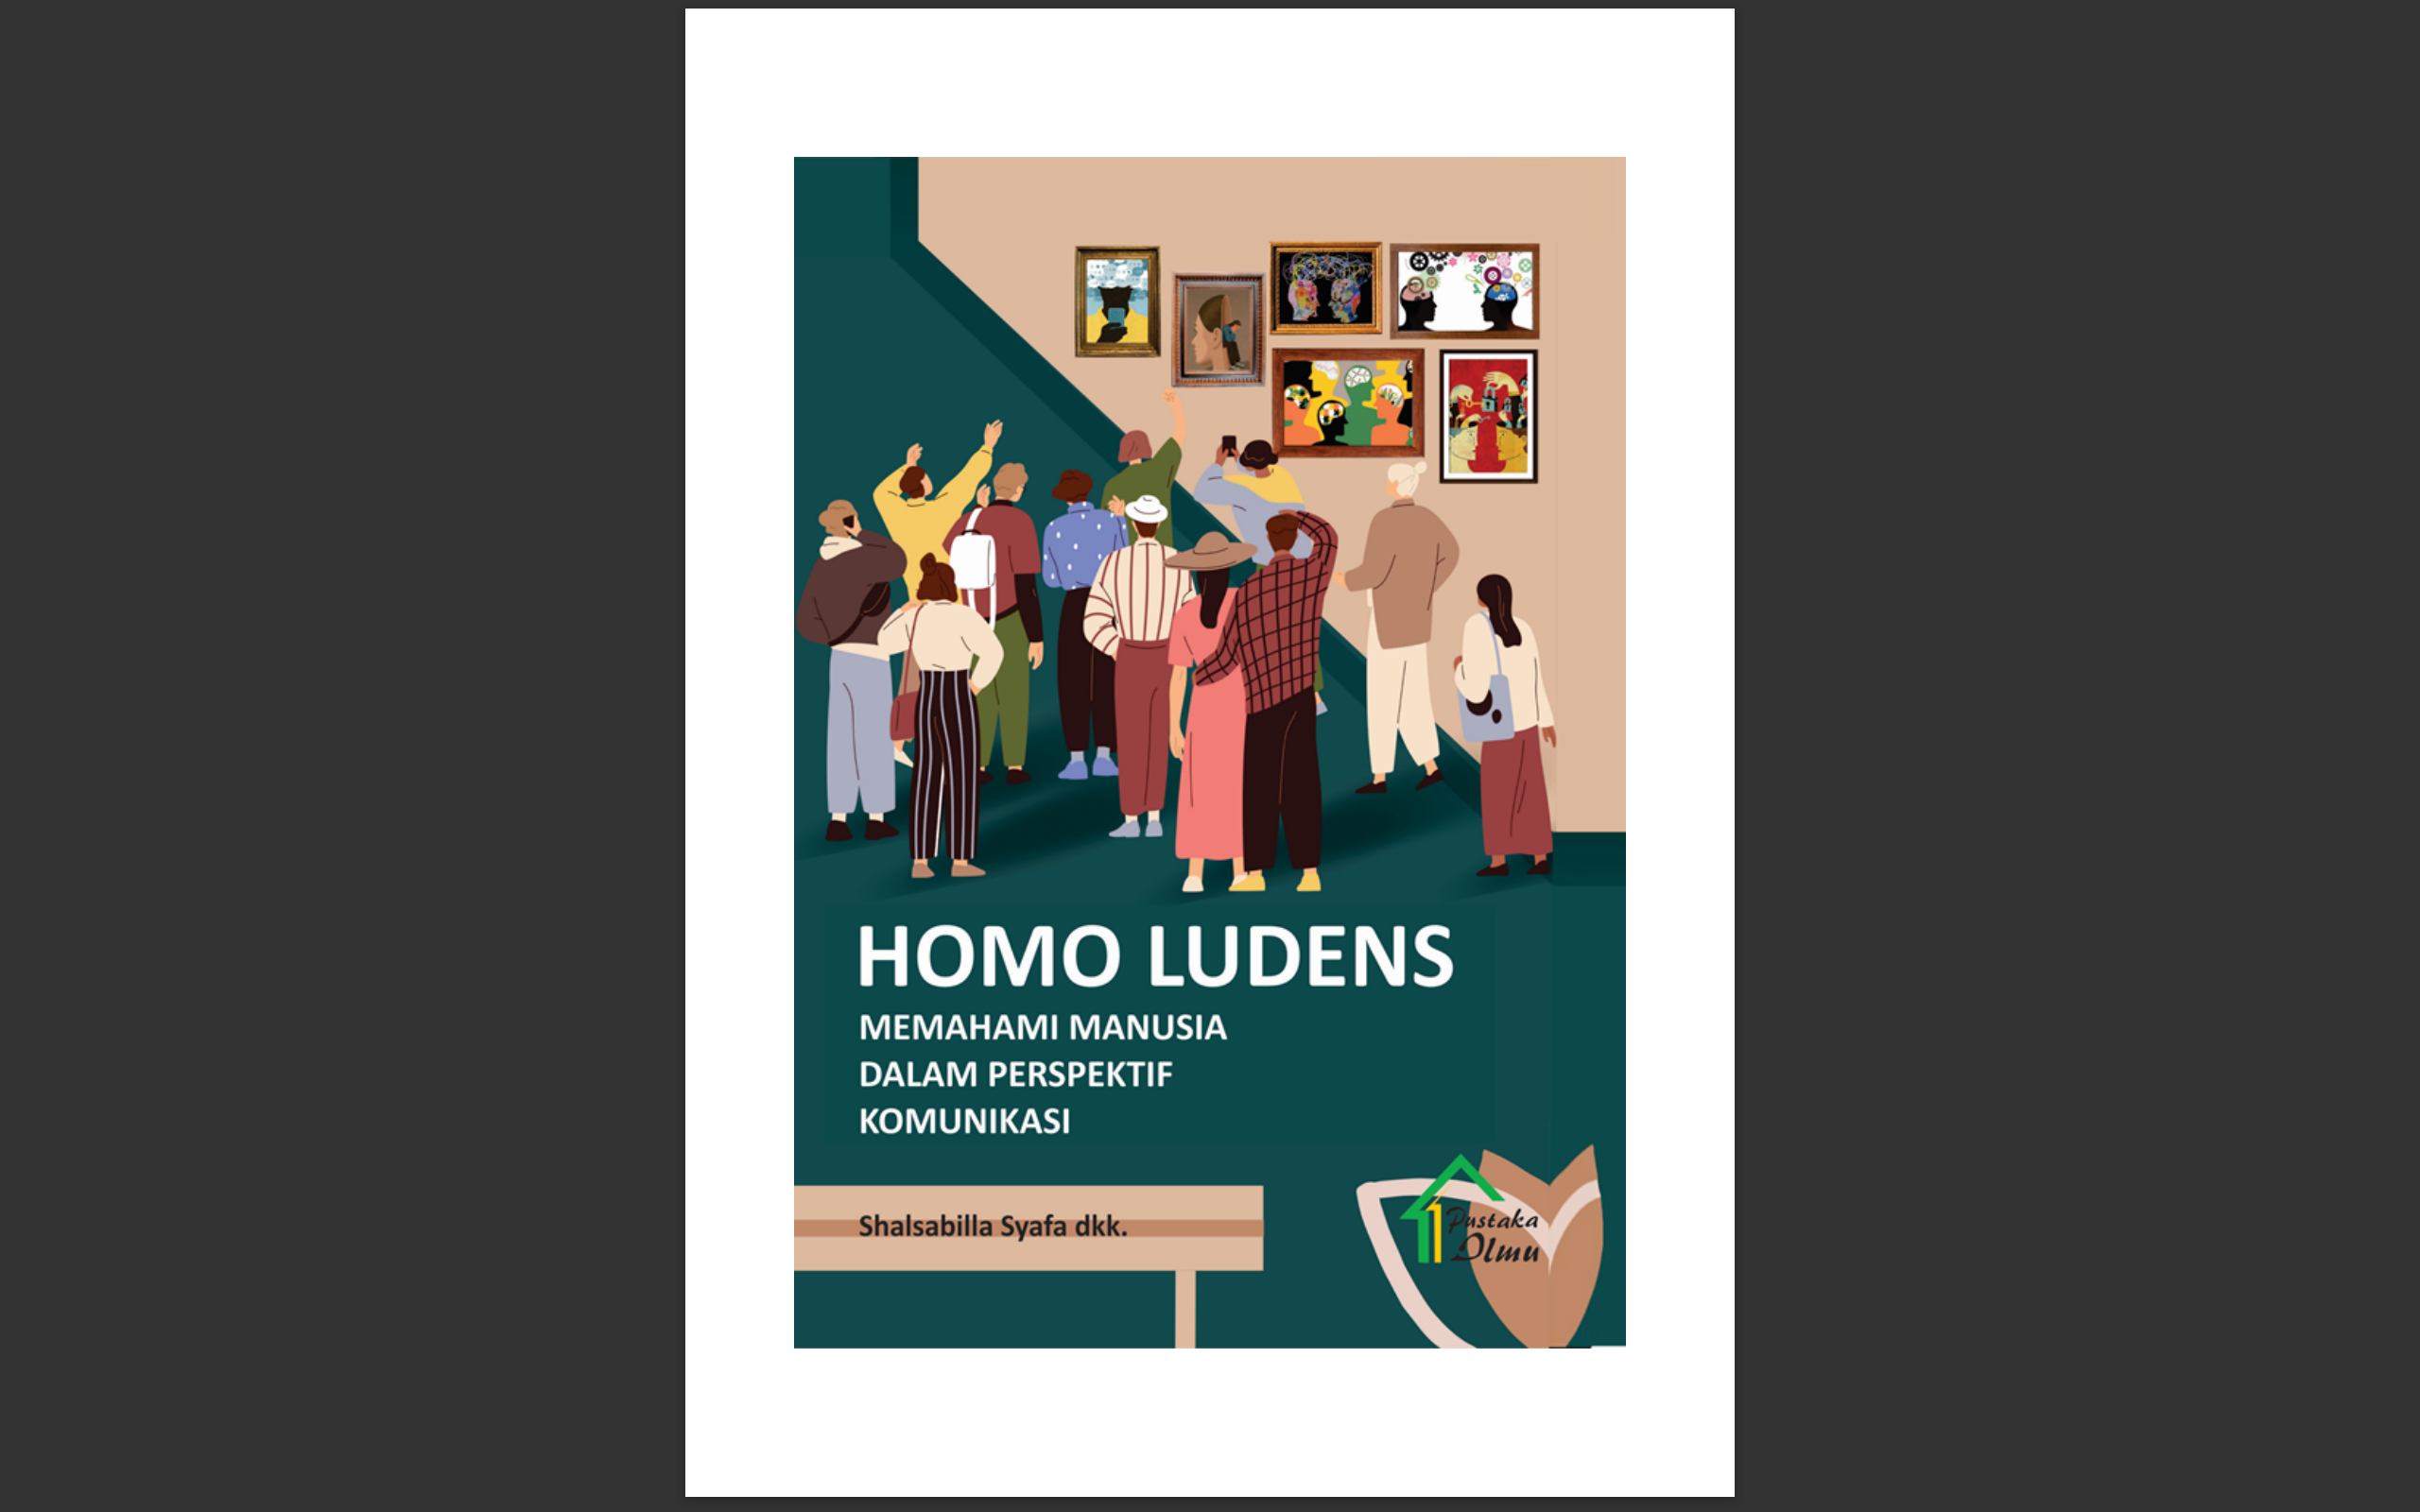 HOMO LUDENS
MEMAHAMI MANUSIA
DALAM PERSPEKTIF
KOMUNIKASI
Shalsabilla Syafa dkk.
Pustaka
Ilmu